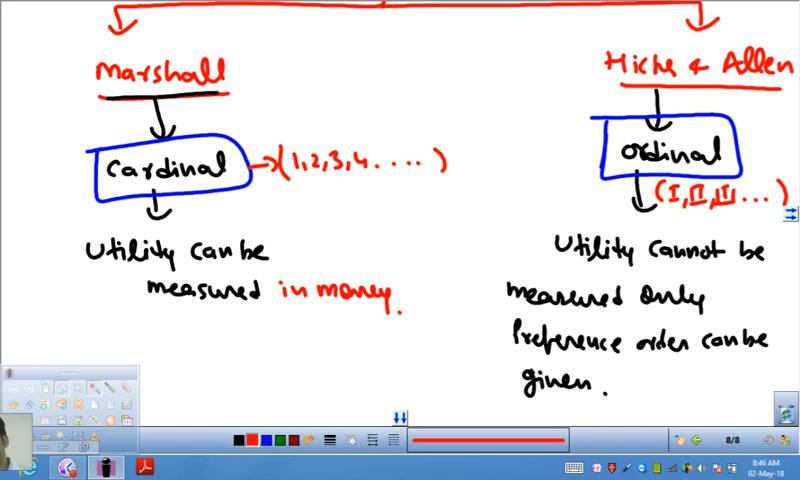 Marshall
Hicks & Allen
Cardinal
(1,2,3,4.....)
ordinal
(I, II, III...)
Utility can be
measured in money.
Utility cannot be
measured only
Preference order can be
given.
8/8
8:46 AM
02-May-18